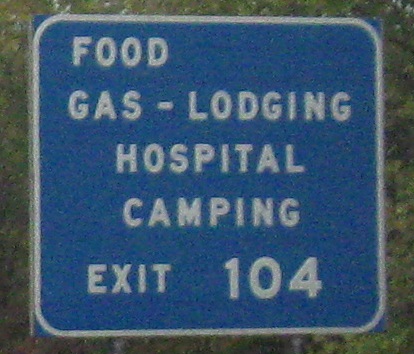 FOOD
GAS - LODGING
HOSPITAL
CAMPING
EXIT 104